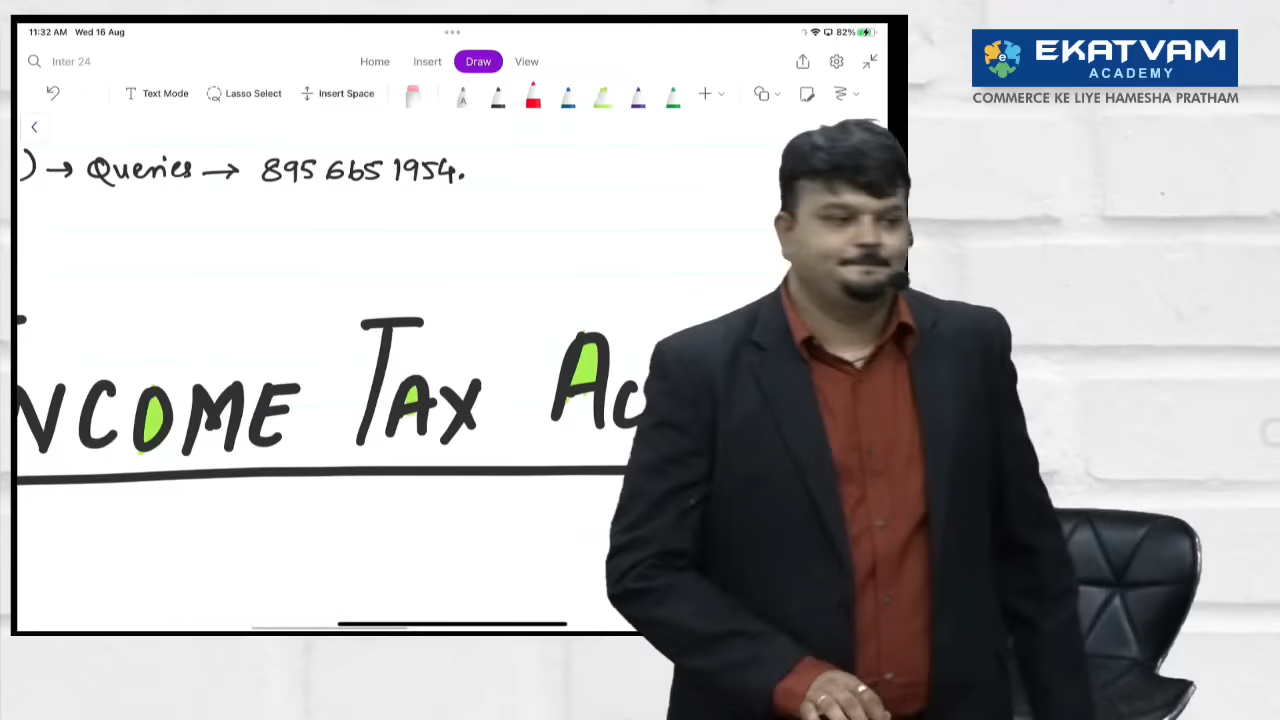 11:32 AM Wed 16 Aug
82%
EKATVAM
ACADEMY
COMMERCE KE LIYE HAMESHA PRATHAM
Inter 24
Home Insert Draw View
Text Mode Lasso Select Insert Space
) → Queries → 895 665 1954.
NCOME TAX AC